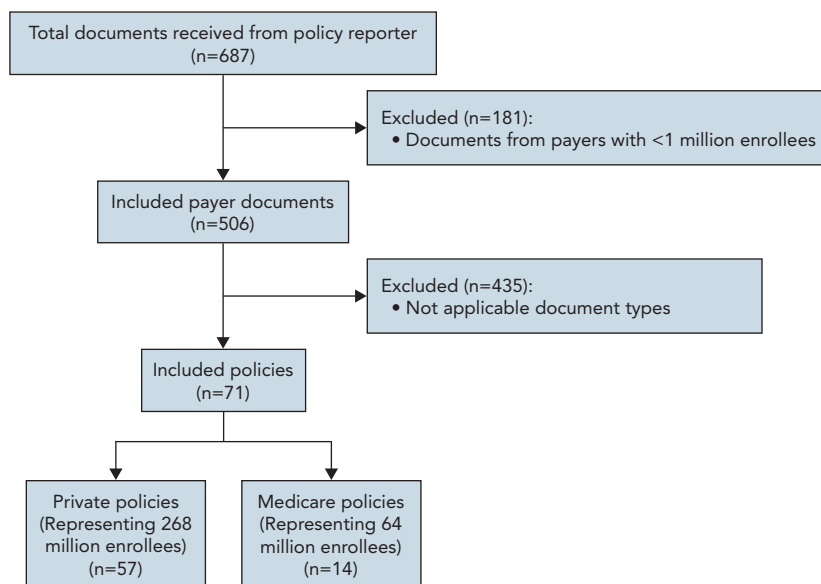 Total documents received from policy reporter
(n=687)
Excluded (n=181):
• Documents from payers with <1 million enrollees
Included payer documents
(n=506)
Excluded (n=435):
• Not applicable document types
Included policies
(n=71)
Private policies
(Representing 268
million enrollees)
(n=57)
Medicare policies
(Representing 64
million enrollees)
(n=14)